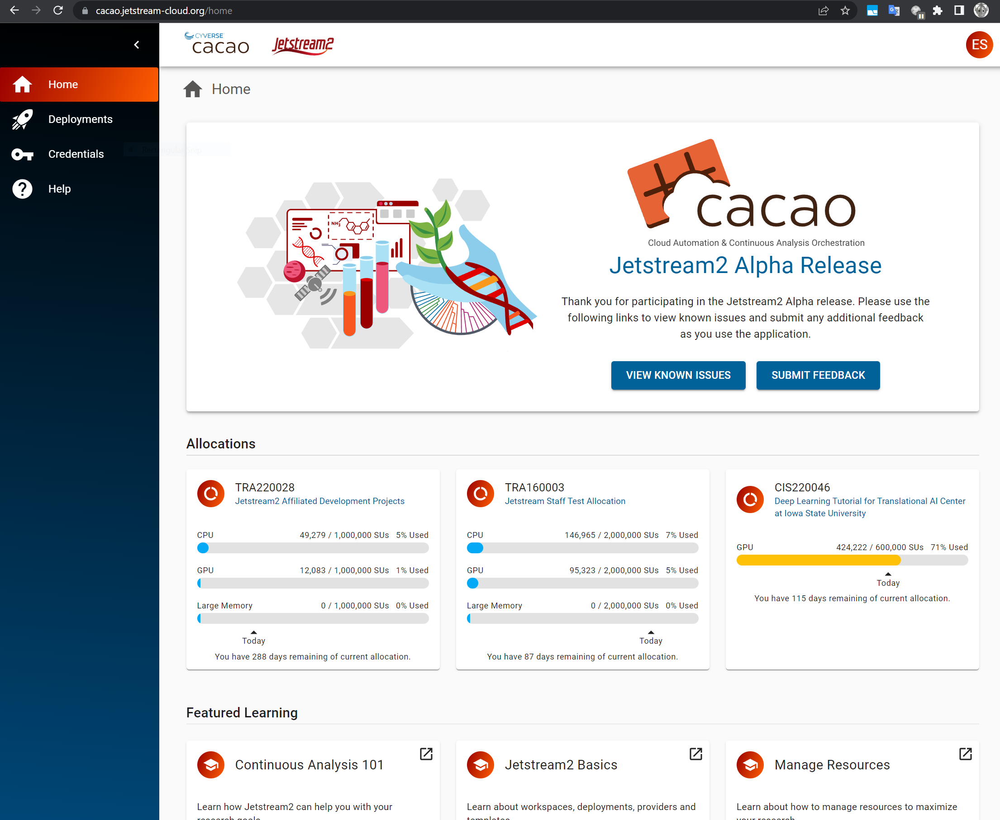 cacao.jetstream-cloud.org/home
CYVERSE
cacao
Jetstream2
ES
Home
Deployments
Credentials
Help
Home
Rectangular Snip
NH3
cacao
Cloud Automation & Continuous Analysis Orchestration
Jetstream2 Alpha Release
Thank you for participating in the Jetstream2 Alpha release. Please use the
following links to view known issues and submit any additional feedback
as you use the application.
VIEW KNOWN ISSUES
SUBMIT FEEDBACK
Allocations
TRA220028
Jetstream2 Affiliated Development Projects
CPU 49,279 / 1,000,000 SUs 5% Used
GPU 12,083 / 1,000,000 SUs 1% Used
Large Memory 0 / 1,000,000 SUs 0% Used
Today
You have 288 days remaining of current allocation.
TRA160003
Jetstream Staff Test Allocation
CPU 146,965 / 2,000,000 SUs 7% Used
GPU 95,323 / 2,000,000 SUs 5% Used
Large Memory 0 / 2,000,000 SUs 0% Used
Today
You have 87 days remaining of current allocation.
CIS220046
Deep Learning Tutorial for Translational AI Center
at Iowa State University
GPU 424,222 / 600,000 SUs 71% Used
Today
You have 115 days remaining of current allocation.
Featured Learning
Continuous Analysis 101
Learn how Jetstream2 can help you with your
research goals
Jetstream2 Basics
Learn about workspaces, deployments, providers and
templates
Manage Resources
Learn about how to manage resources to maximize
your research